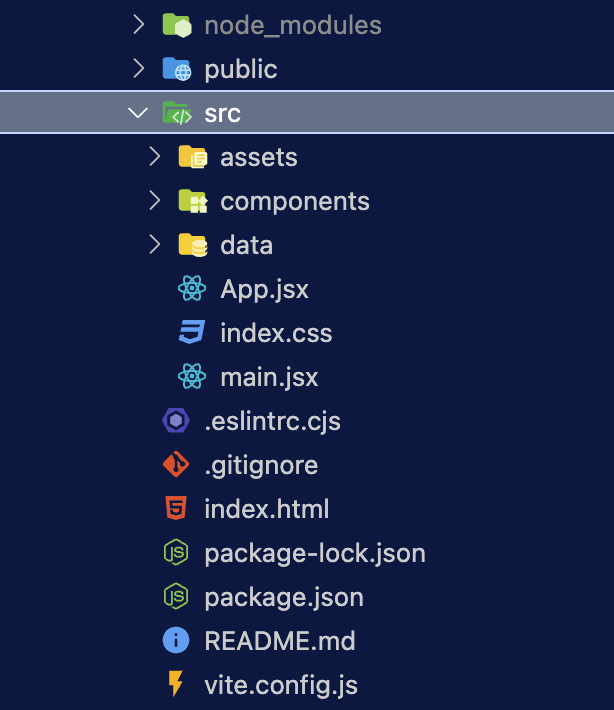 node_modules
public
src
assets
components
data
App.jsx
index.css
main.jsx
.eslintrc.cjs
.gitignore
index.html
package-lock.json
package.json
README.md
vite.config.js